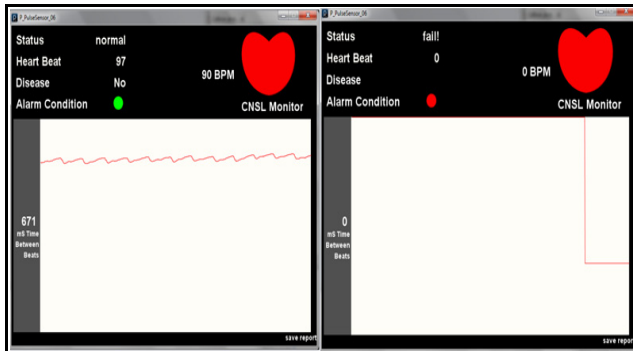 P_PulseSensor_06
Status normal
Heart Beat 97
90 BPM
Disease No
Alarm Condition
CNSL Monitor
671
mS Time
Between
Beats
save report
P_PulseSensor_06
Status fall!
Heart Beat 0
0 BPM
Disease
Alarm Condition
CNSL Monitor
0
mS Time
Between
Beats
save report